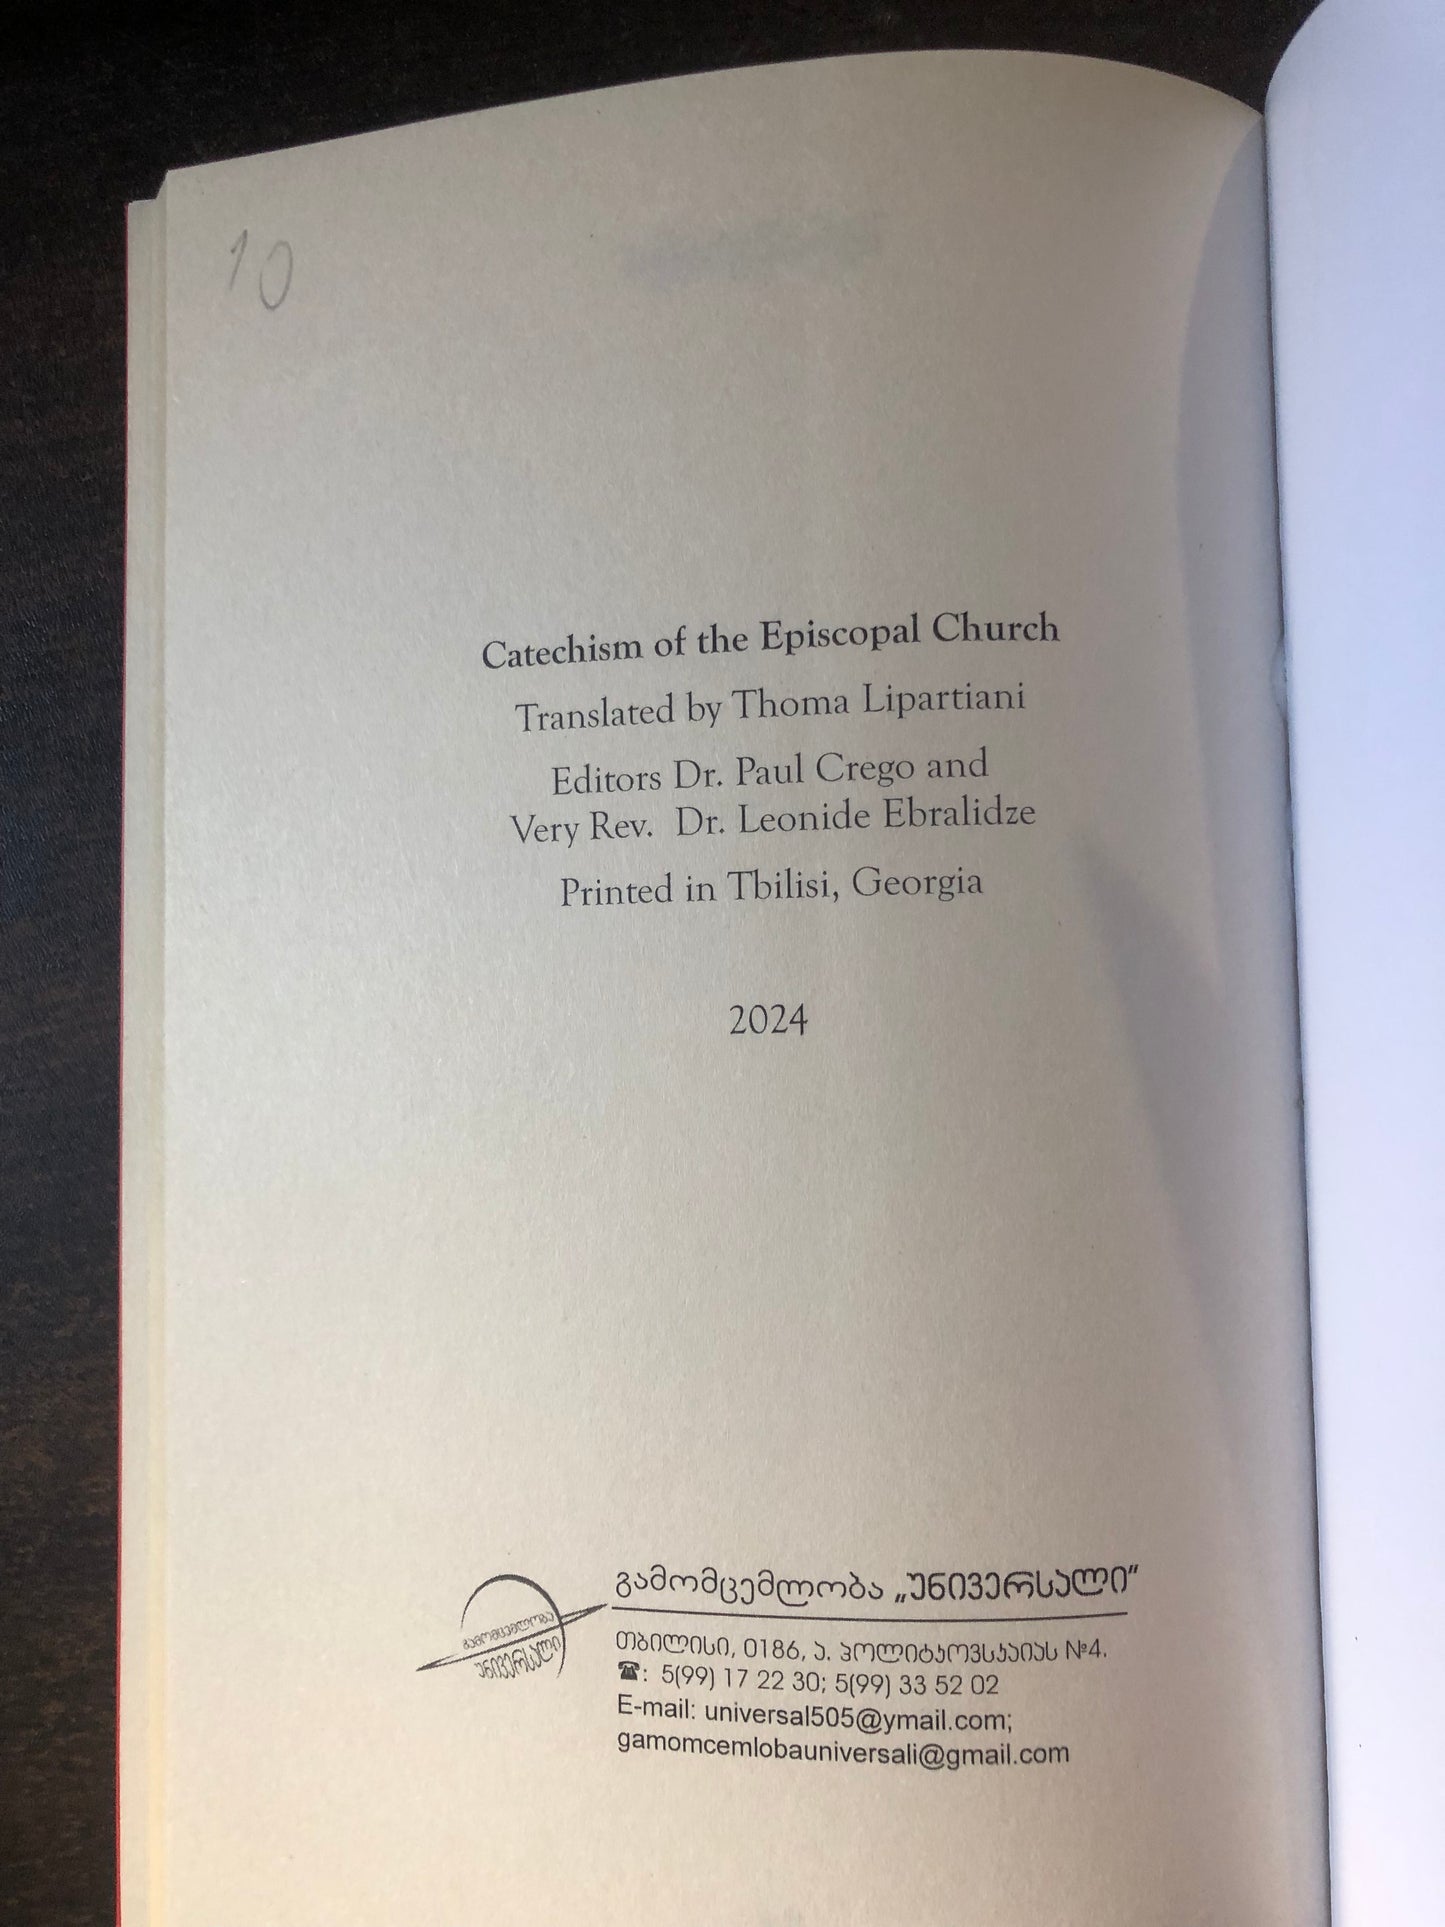 10
Catechism of the Episcopal Church
Translated by Thoma Lipartiani
Editors Dr. Paul Crego and
Very Rev. Dr. Leonide Ebralidze
Printed in Tbilisi, Georgia
2024
გამომცემლობა „უნივერსალი“
გამომცემლობა
უნივერსალი
თბილისი, 0186, ა. პოლიტკოვსკაიას №4.
☎: 5(99) 17 22 30; 5(99) 33 52 02
E-mail: universal505@ymail.com;
gamomcemlobauniversali@gmail.com